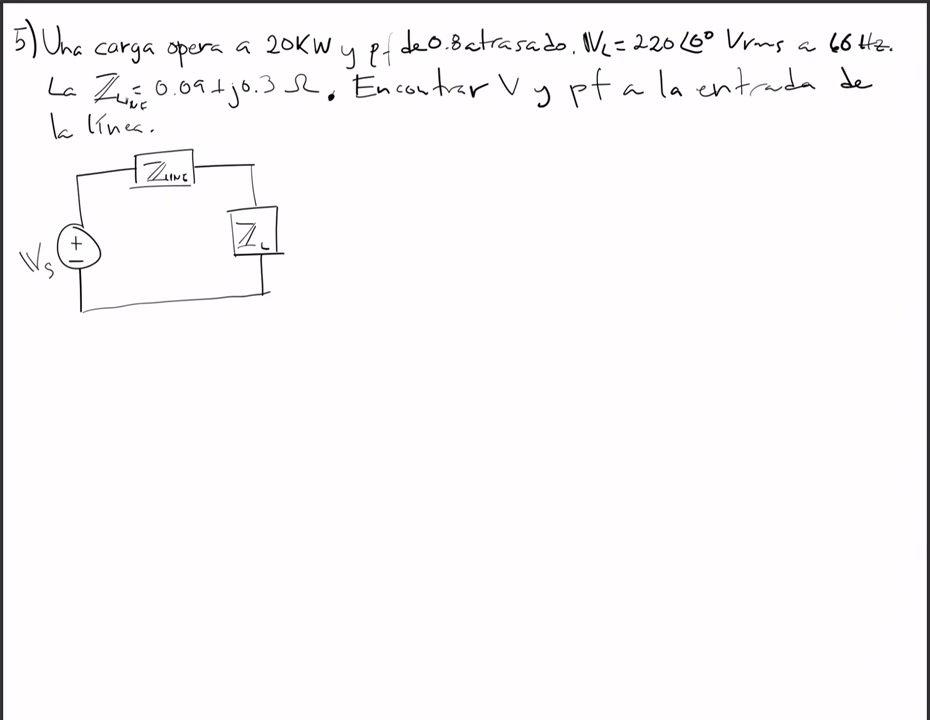 5) Una carga opera a 20KW y pf de 0.8 atrasado. VL = 220∠0° Vrms a 60 Hz.
La ZLINE = 0.09 + j0.3 Ω. Encontrar V y pf a la entrada de
la línea.
ZLINE
ZL
+
−
VS